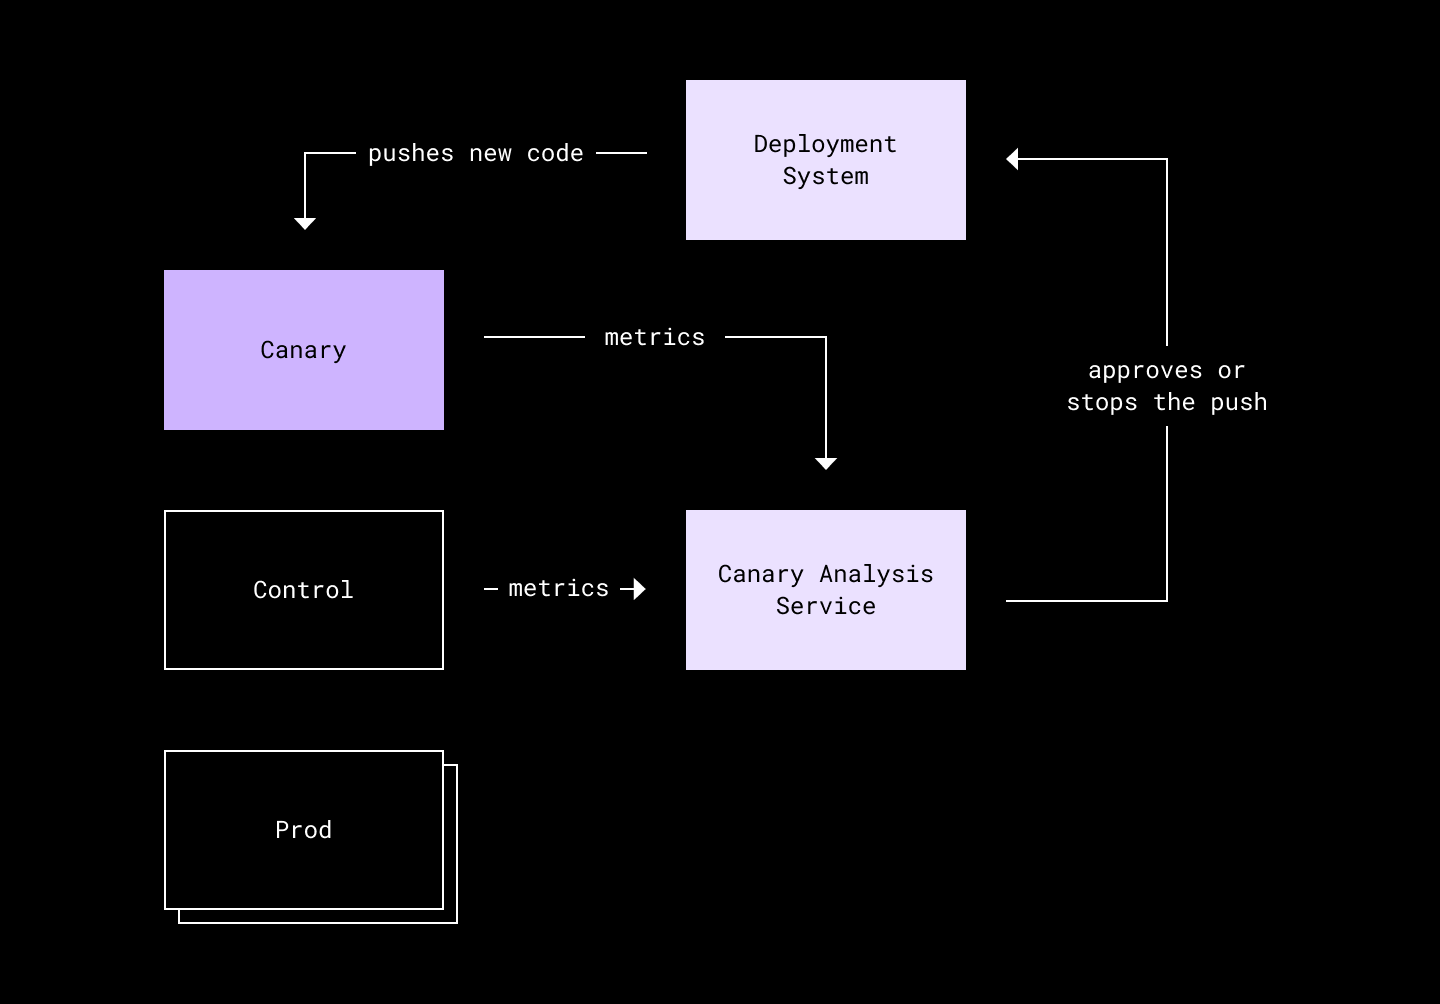 pushes new code
Deployment
System
Canary
metrics
approves or
stops the push
Control
metrics
Canary Analysis
Service
Prod